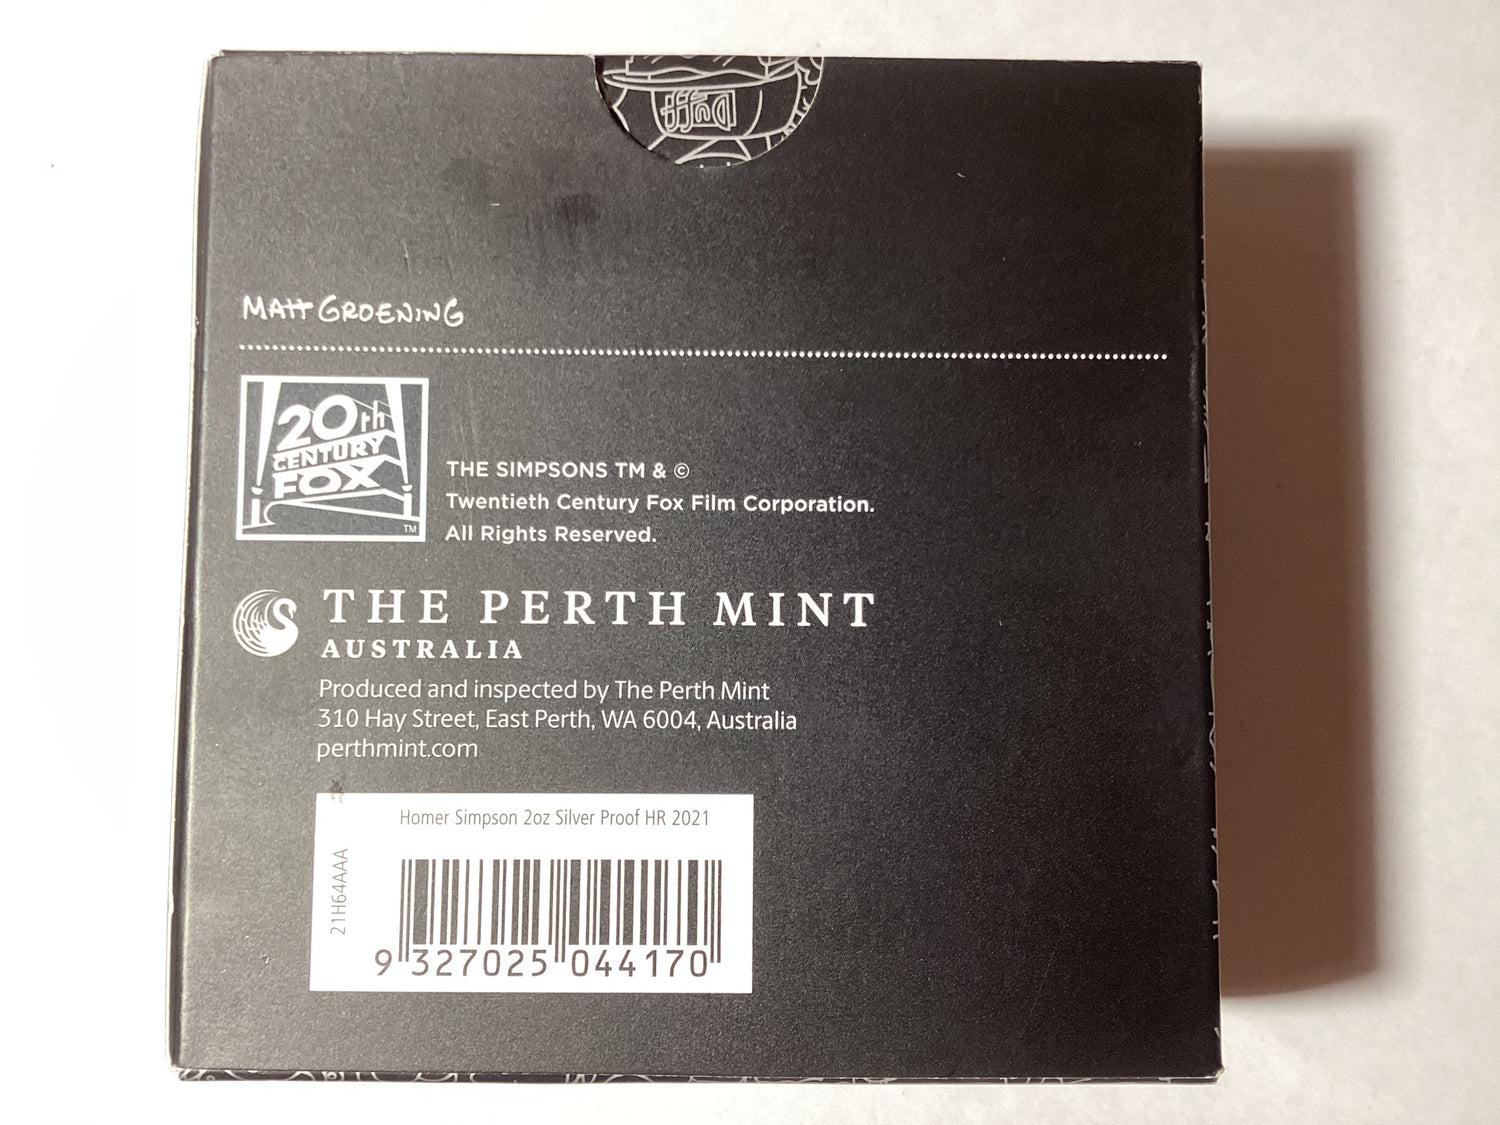 Duff
MATT GROENING
20th
CENTURY
FOX
TM
THE SIMPSONS TM & ©
Twentieth Century Fox Film Corporation.
All Rights Reserved.
THE PERTH MINT
AUSTRALIA
Produced and inspected by The Perth Mint
310 Hay Street, East Perth, WA 6004, Australia
perthmint.com
Homer Simpson 2oz Silver Proof HR 2021
21H64AAA
9 327025 044170